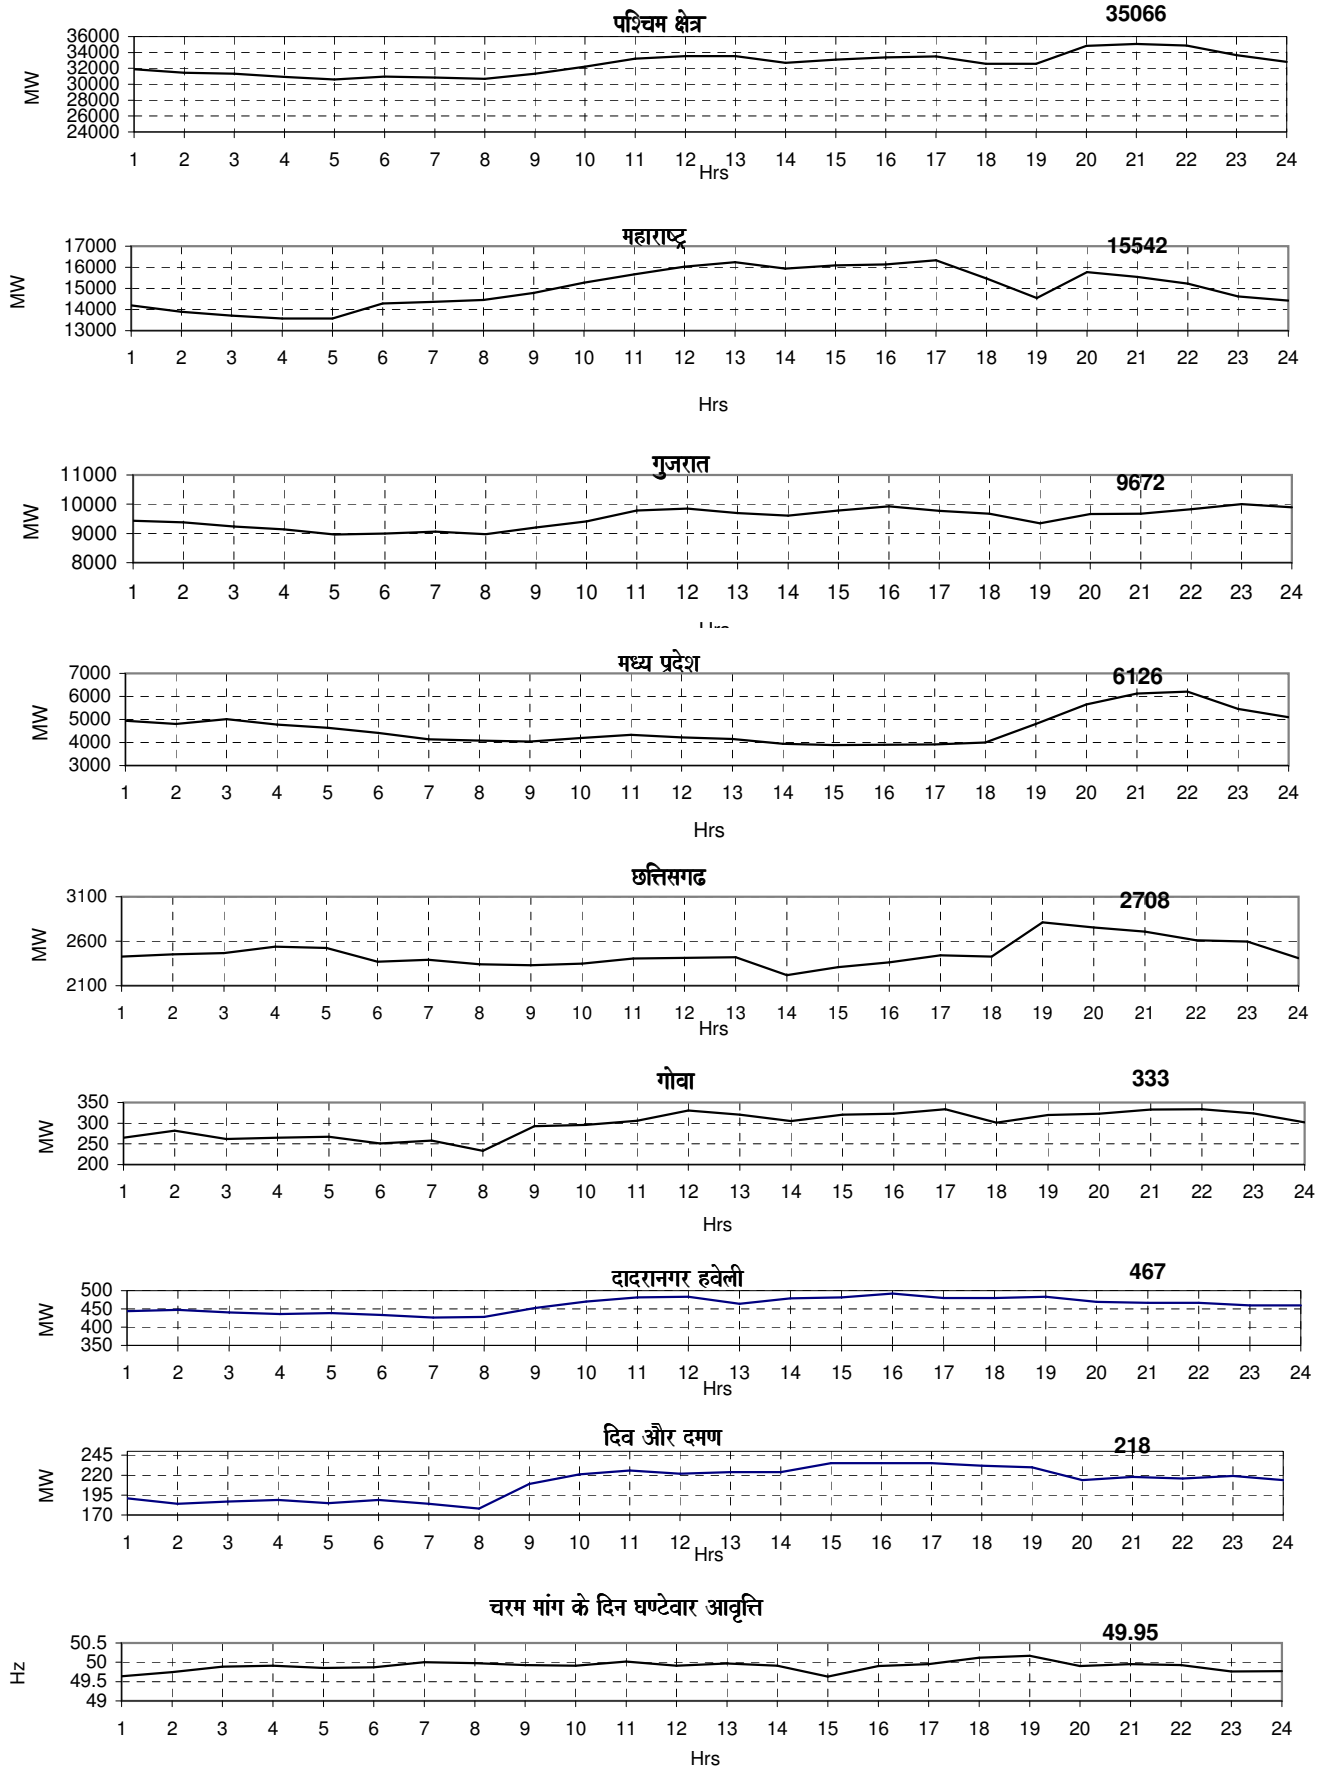 पश्चिम क्षेत्र
35066
MW
36000
34000
32000
30000
28000
26000
24000
1 2 3 4 5 6 7 8 9 10 11 12 13 14 15 16 17 18 19 20 21 22 23 24
Hrs
महाराष्ट्र
15542
MW
17000
16000
15000
14000
13000
1 2 3 4 5 6 7 8 9 10 11 12 13 14 15 16 17 18 19 20 21 22 23 24
Hrs
गुजरात
9672
MW
11000
10000
9000
8000
1 2 3 4 5 6 7 8 9 10 11 12 13 14 15 16 17 18 19 20 21 22 23 24
Hrs
मध्य प्रदेश
6126
MW
7000
6000
5000
4000
3000
1 2 3 4 5 6 7 8 9 10 11 12 13 14 15 16 17 18 19 20 21 22 23 24
Hrs
छत्तिसगढ
2708
MW
3100
2600
2100
1 2 3 4 5 6 7 8 9 10 11 12 13 14 15 16 17 18 19 20 21 22 23 24
Hrs
गोवा
333
MW
350
300
250
200
1 2 3 4 5 6 7 8 9 10 11 12 13 14 15 16 17 18 19 20 21 22 23 24
Hrs
दादरानगर हवेली
467
MW
500
450
400
350
1 2 3 4 5 6 7 8 9 10 11 12 13 14 15 16 17 18 19 20 21 22 23 24
Hrs
दिव और दमण
218
MW
245
220
195
170
1 2 3 4 5 6 7 8 9 10 11 12 13 14 15 16 17 18 19 20 21 22 23 24
Hrs
चरम मांग के दिन घण्टेवार आवृत्ति
49.95
Hz
50.5
50
49.5
49
1 2 3 4 5 6 7 8 9 10 11 12 13 14 15 16 17 18 19 20 21 22 23 24
Hrs